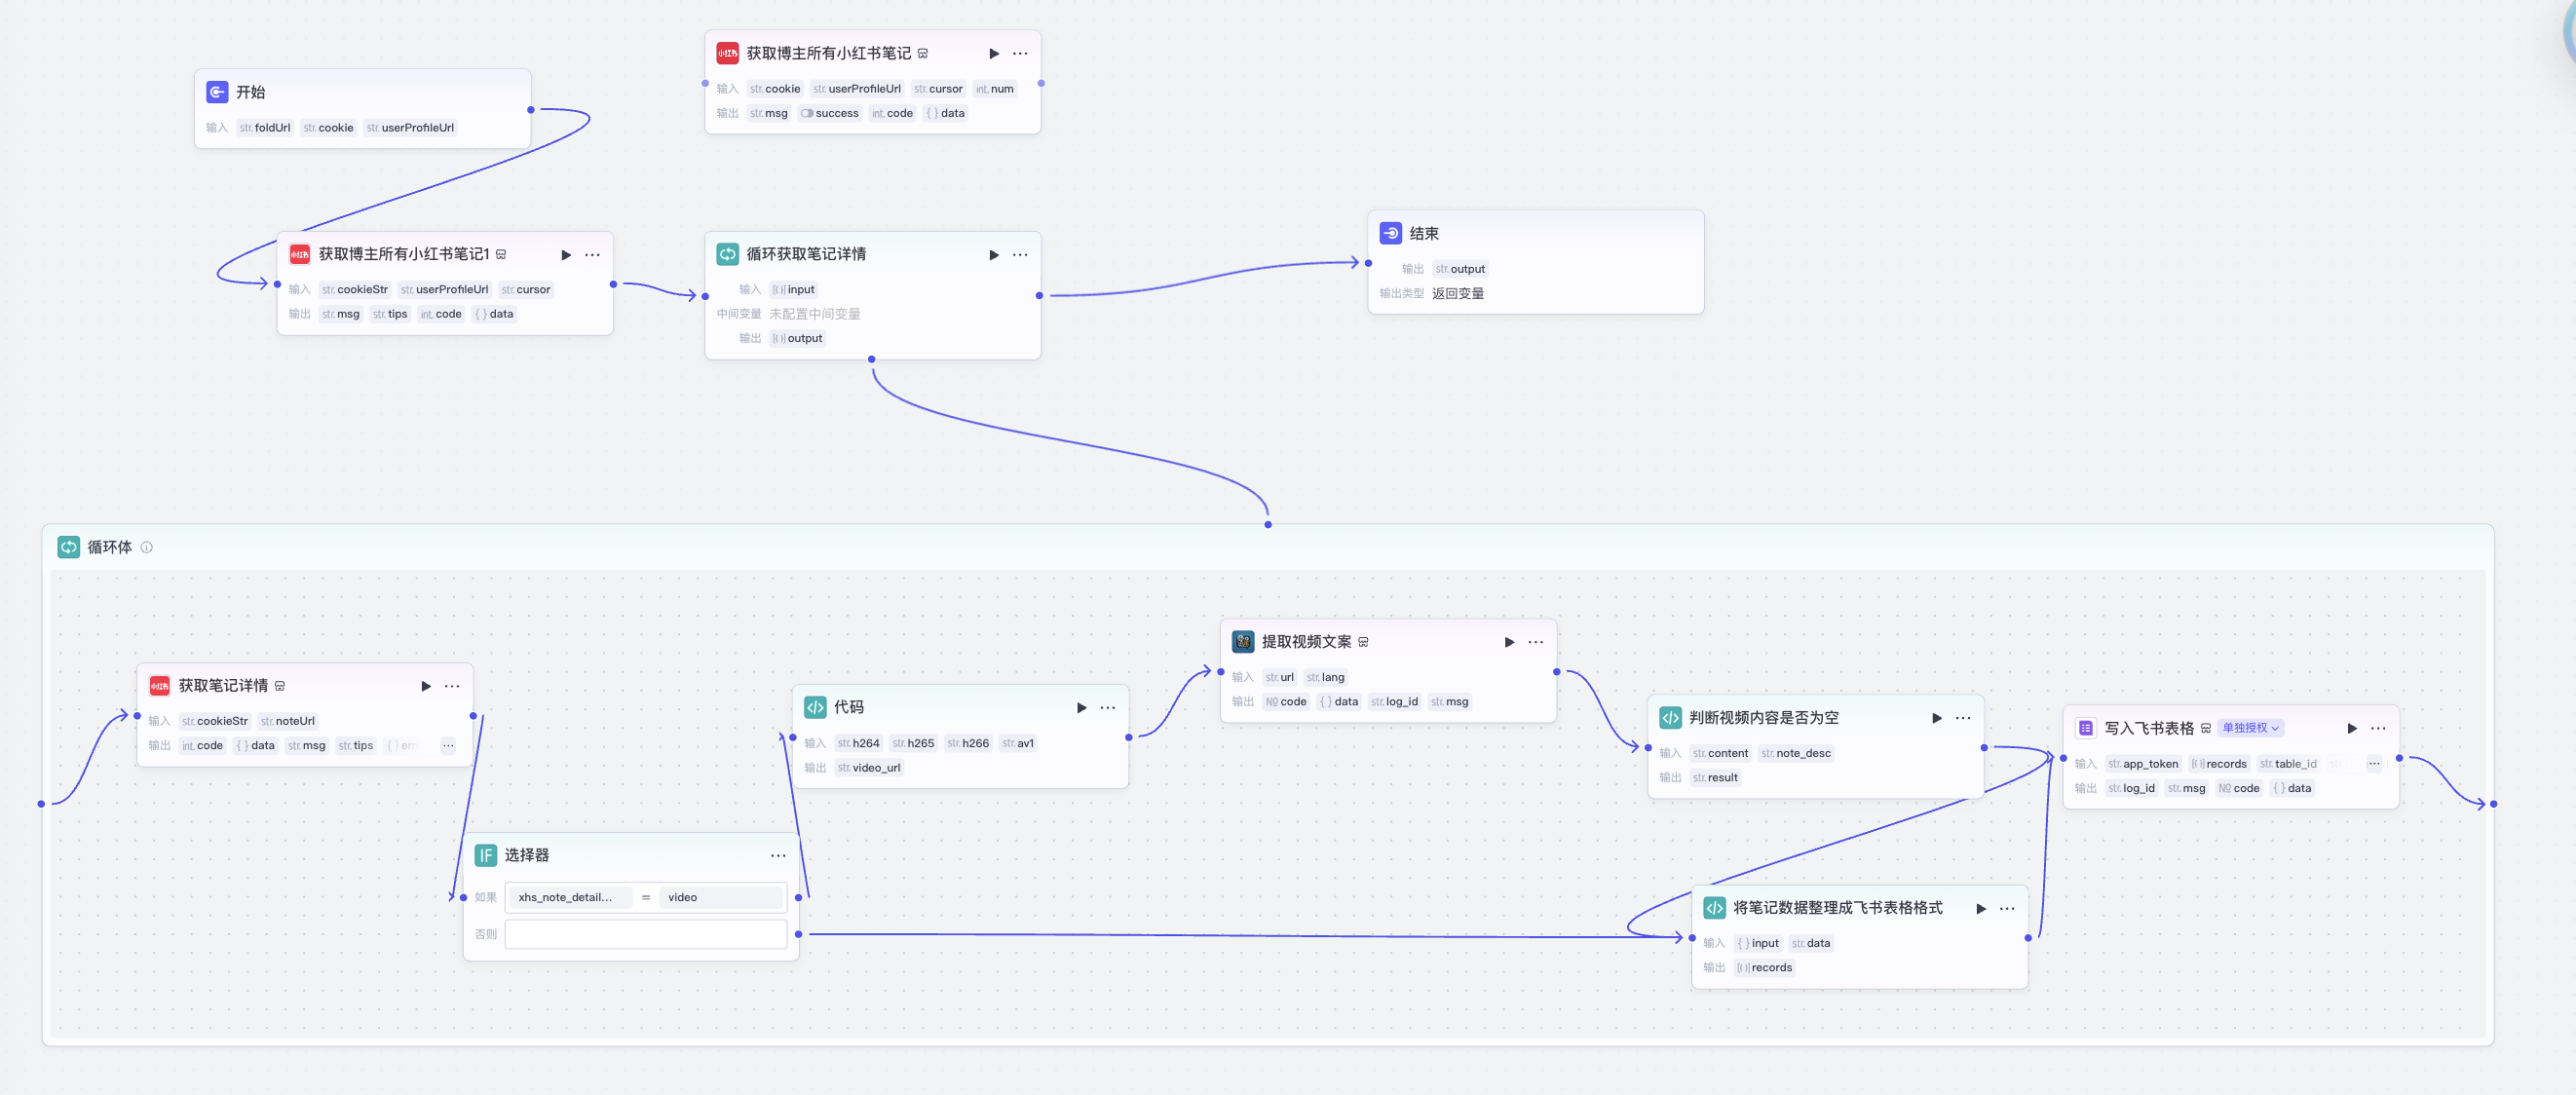 获取博主所有小红书笔记
输入 str. cookie str. userProfileUrl str. cursor int. num
输出 str. msg success int. code { } data
开始
输入 str. foldUrl str. cookie str. userProfileUrl
获取博主所有小红书笔记1
输入 str. cookieStr str. userProfileUrl str. cursor
输出 str. msg str. tips int. code { } data
循环获取笔记详情
输入 [()] input
中间变量 未配置中间变量
输出 [()] output
结束
输出 str. output
输出类型 返回变量
循环体
获取笔记详情
输入 str. cookieStr str. noteUrl
输出 int. code { } data str. msg str. tips { } err ...
选择器
如果 xhs_note_detail... = video
否则
代码
输入 str. h264 str. h265 str. h266 str. av1
输出 str. video_url
提取视频文案
输入 str. url str. lang
输出 № code { } data str. log_id str. msg
判断视频内容是否为空
输入 str. content str. note_desc
输出 str. result
将笔记数据整理成飞书表格格式
输入 { } input str. data
输出 [()] records
写入飞书表格 单独授权
输入 str. app_token [()] records str. table_id ...
输出 str. log_id str. msg № code { } data